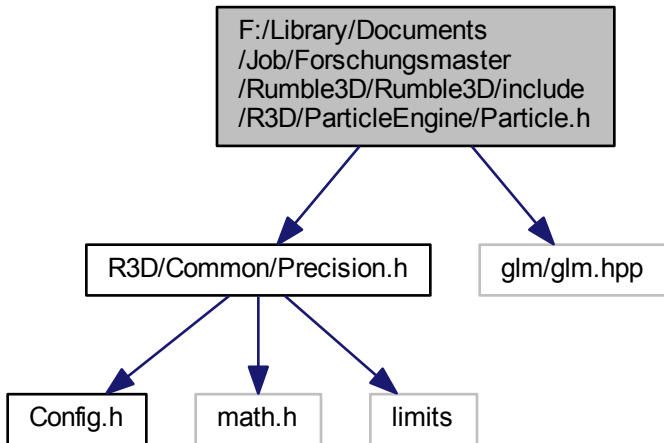 F:/Library/Documents
/Job/Forschungsmaster
/Rumble3D/Rumble3D/include
/R3D/ParticleEngine/Particle.h
R3D/Common/Precision.h
glm/glm.hpp
Config.h
math.h
limits